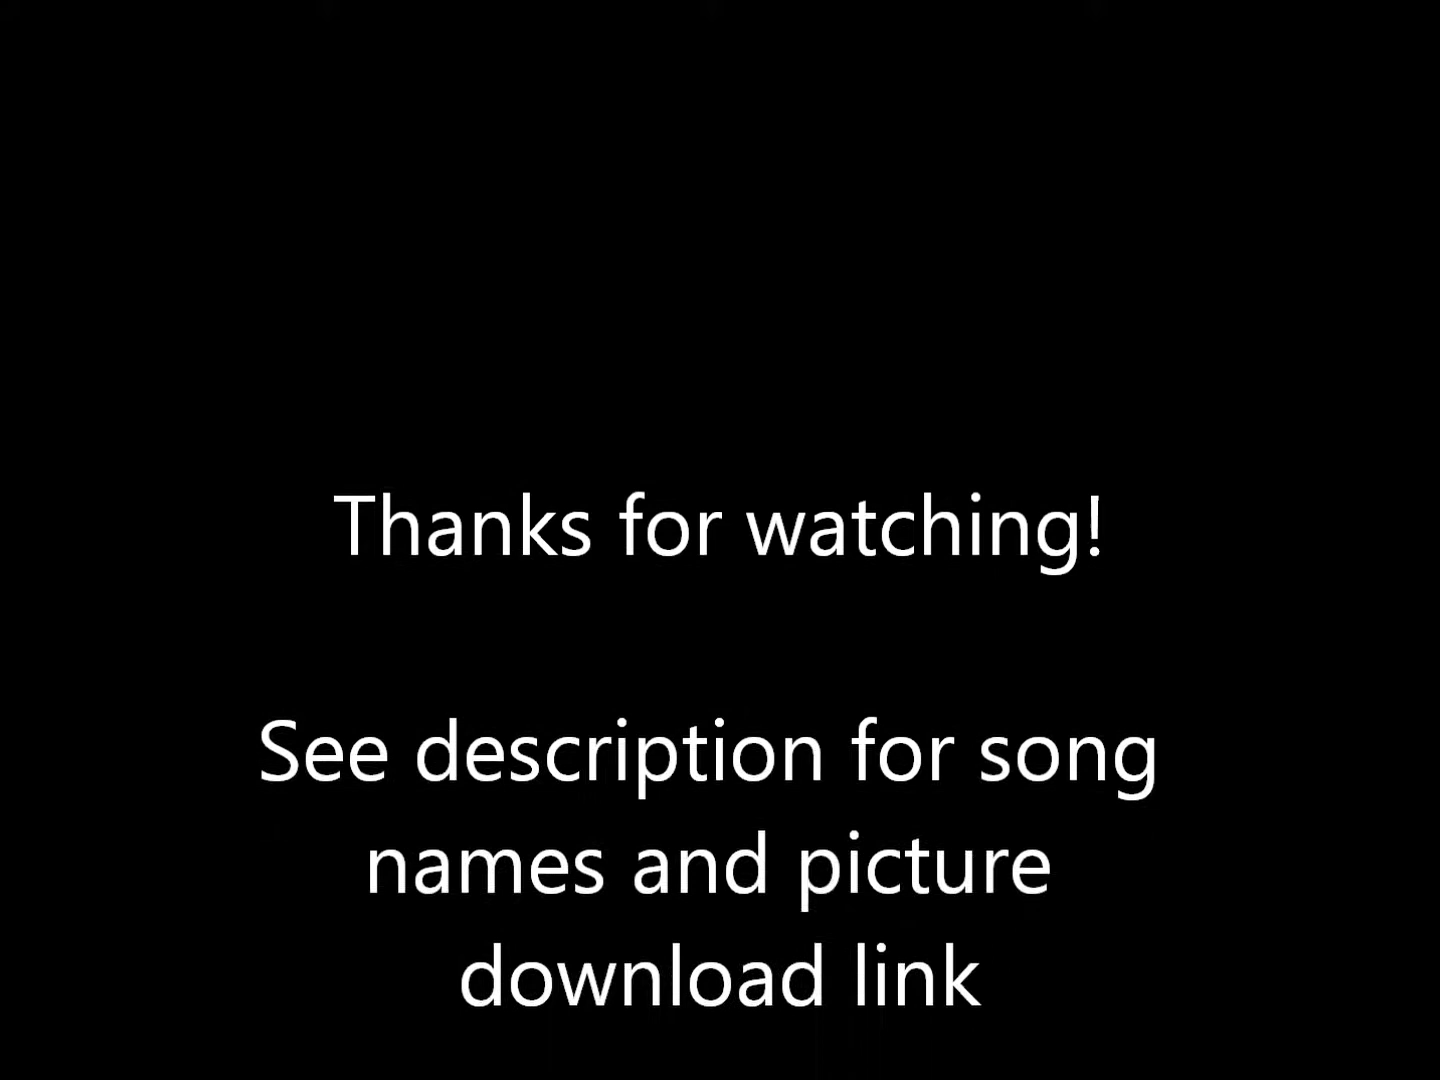 Thanks for watching!
See description for song
names and picture
download link